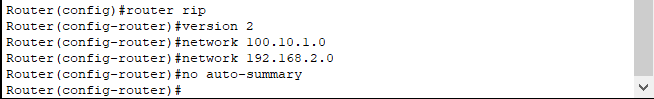 Router(config)#router rip
Router(config-router)#version 2
Router(config-router)#network 100.10.1.0
Router(config-router)#network 192.168.2.0
Router(config-router)#no auto-summary
Router(config-router)#